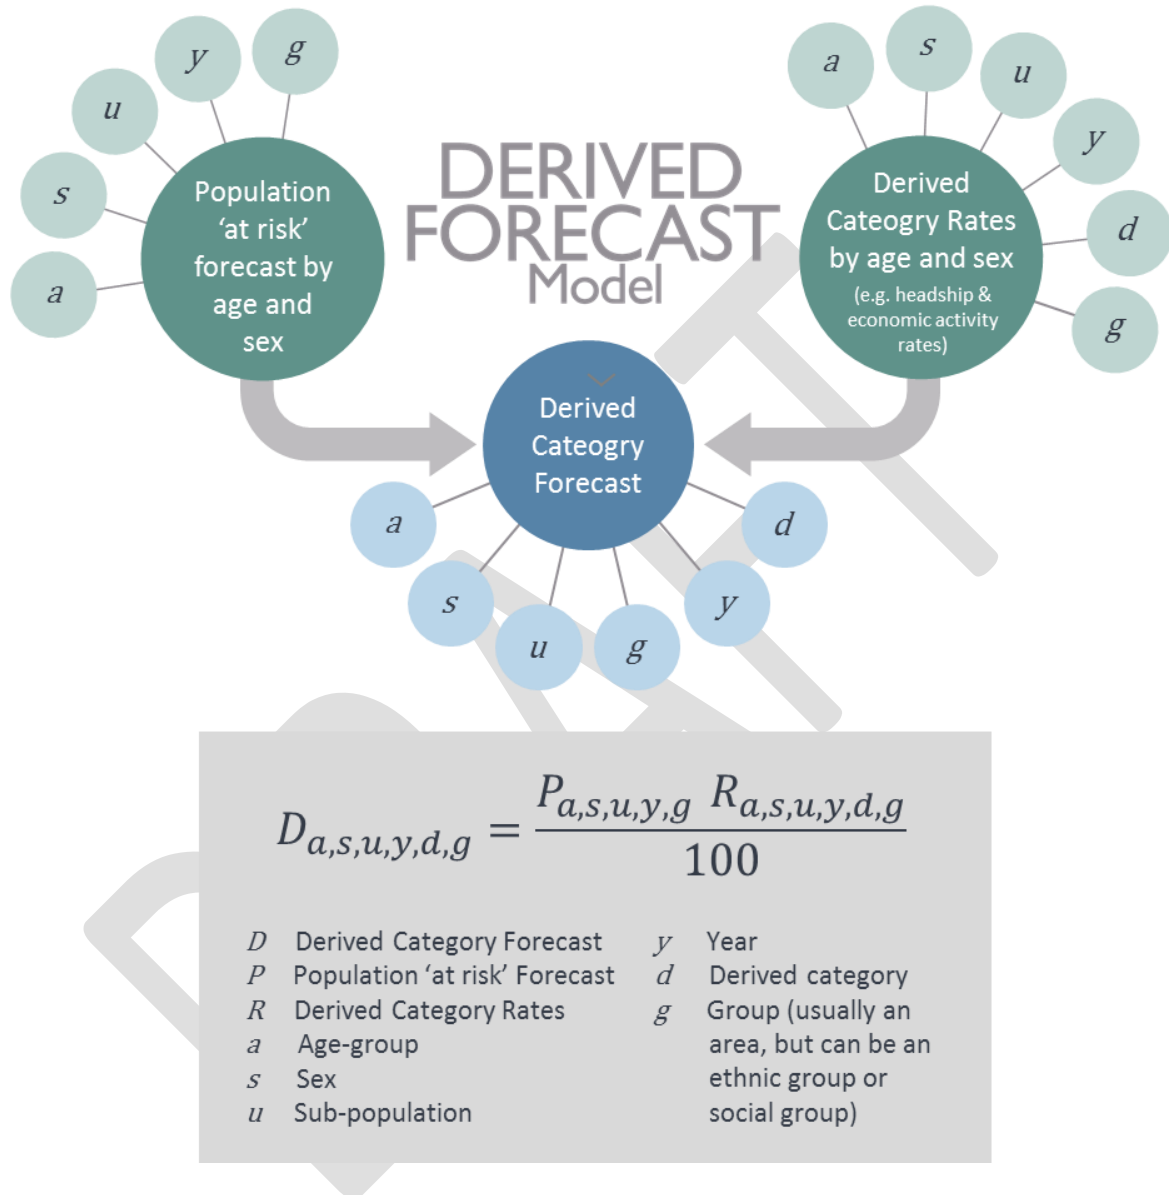 a
s
u
y
g
Population
‘at risk’
forecast by
age and
sex
DERIVED
FORECAST
Model
a
s
u
y
d
g
Derived
Cateogry Rates
by age and sex
(e.g. headship &
economic activity
rates)
Derived
Cateogry
Forecast
a
s
u
g
y
d
D_{a,s,u,y,d,g} = \frac{P_{a,s,u,y,g} R_{a,s,u,y,d,g}}{100}
D Derived Category Forecast
P Population ‘at risk’ Forecast
R Derived Category Rates
a Age-group
s Sex
u Sub-population
y Year
d Derived category
g Group (usually an
area, but can be an
ethnic group or
social group)
DRAFT